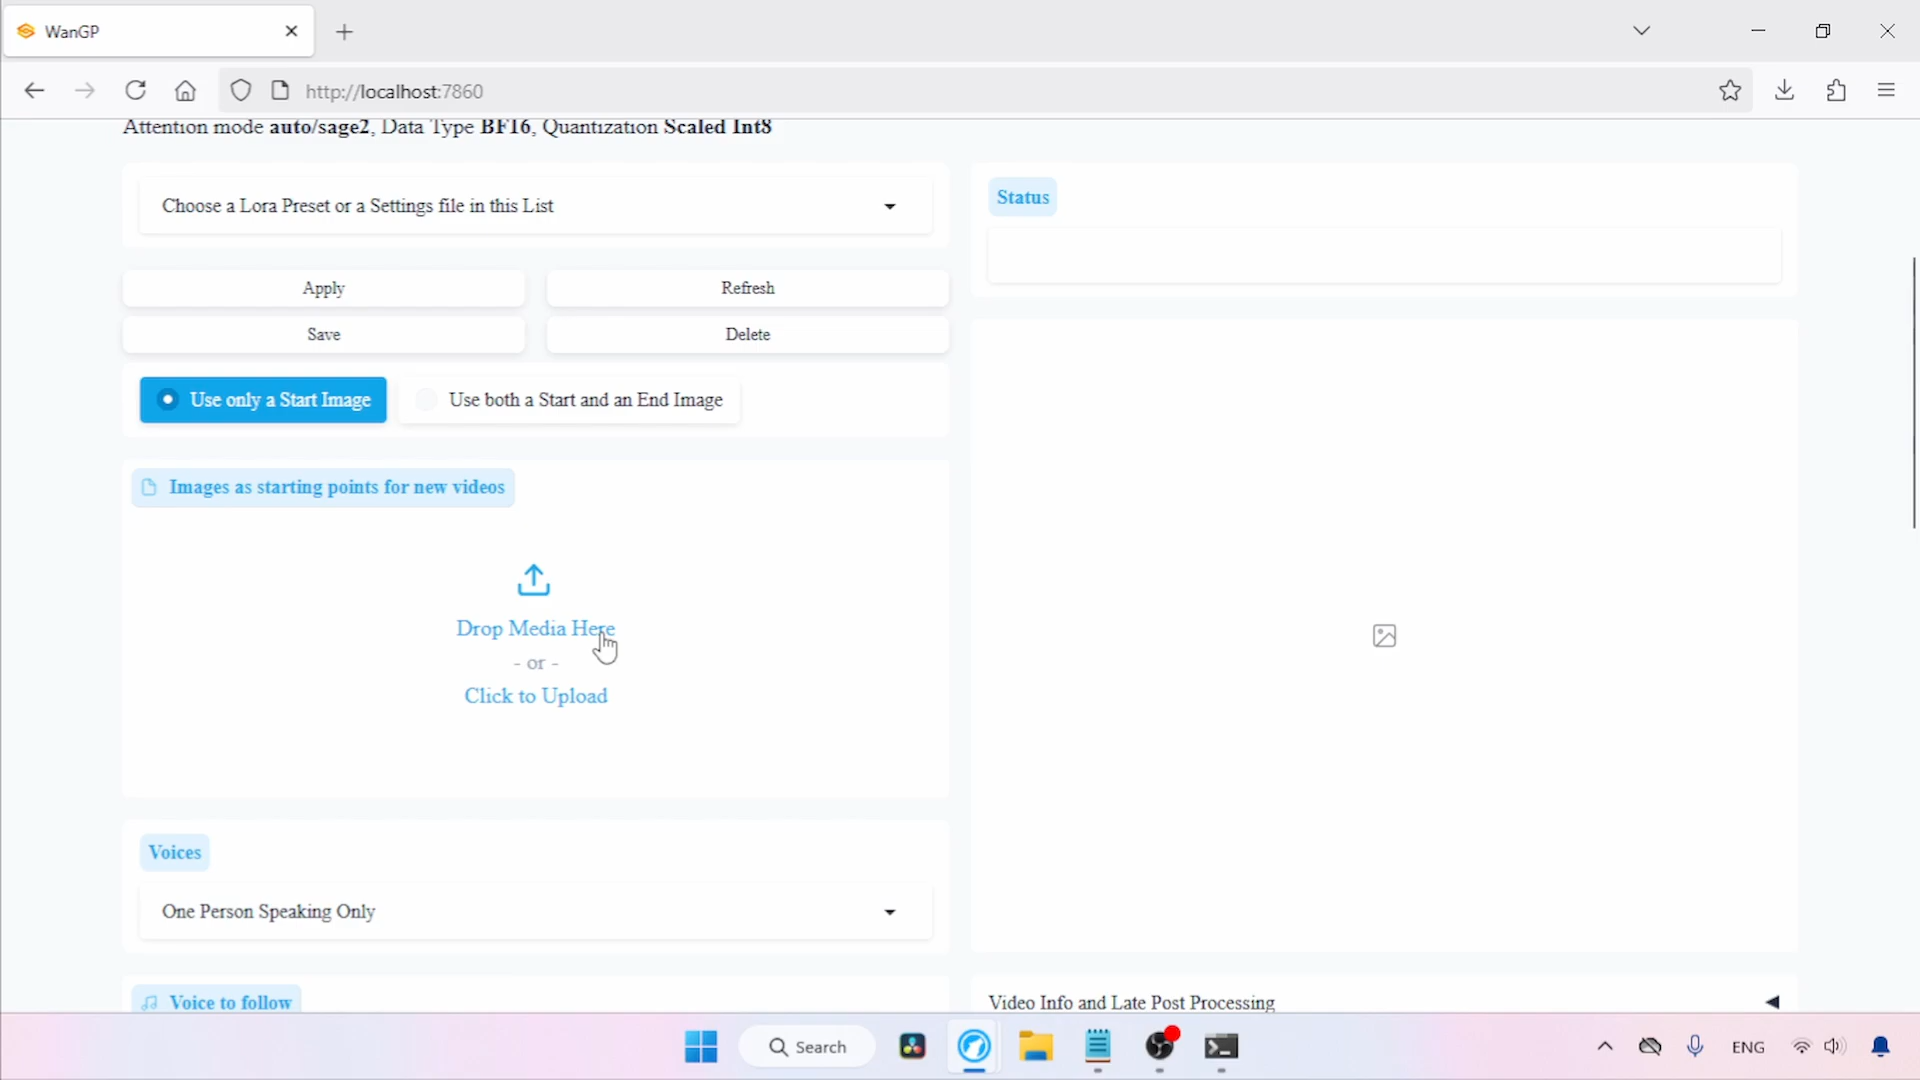 WanGP
http://localhost:7860
Attention mode auto/sage2, Data Type BF16, Quantization Scaled Int8
Choose a Lora Preset or a Settings file in this List
Status
Apply
Refresh
Save
Delete
Use only a Start Image
Use both a Start and an End Image
Images as starting points for new videos
Drop Media Here
- or -
Click to Upload
Voices
One Person Speaking Only
Voice to follow
Video Info and Late Post Processing
Search
ENG